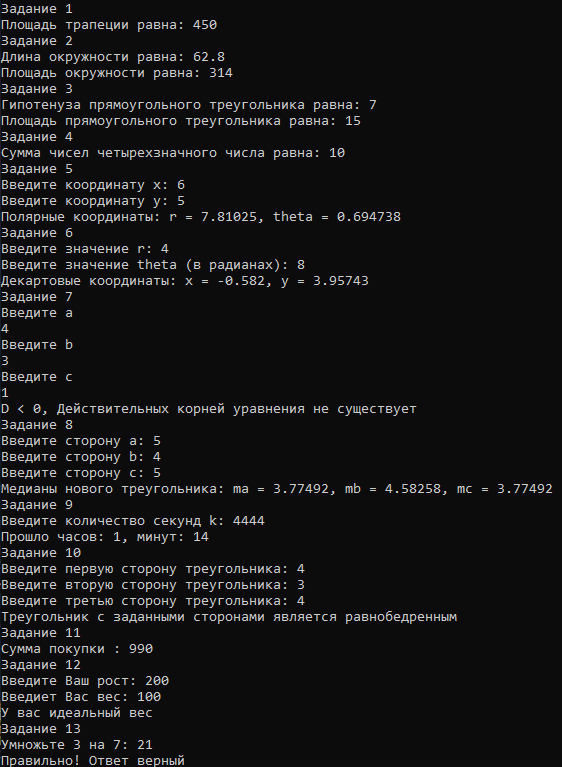 Задание 1
Площадь трапеции равна: 450
Задание 2
Длина окружности равна: 62.8
Площадь окружности равна: 314
Задание 3
Гипотенуза прямоугольного треугольника равна: 7
Площадь прямоугольного треугольника равна: 15
Задание 4
Сумма чисел четырехзначного числа равна: 10
Задание 5
Введите координату x: 6
Введите координату y: 5
Полярные координаты: r = 7.81025, theta = 0.694738
Задание 6
Введите значение r: 4
Введите значение theta (в радианах): 8
Декартовые координаты: x = -0.582, y = 3.95743
Задание 7
Введите a
4
Введите b
3
Введите c
1
D < 0, Действительных корней уравнения не существует
Задание 8
Введите сторону a: 5
Введите сторону b: 4
Введите сторону c: 5
Медианы нового треугольника: ma = 3.77492, mb = 4.58258, mc = 3.77492
Задание 9
Введите количество секунд k: 4444
Прошло часов: 1, минут: 14
Задание 10
Введите первую сторону треугольника: 4
Введите вторую сторону треугольника: 3
Введите третью сторону треугольника: 4
Треугольник с заданными сторонами является равнобедренным
Задание 11
Сумма покупки : 990
Задание 12
Введите Ваш рост: 200
Введиет Вас вес: 100
У вас идеальный вес
Задание 13
Умножьте 3 на 7: 21
Правильно! Ответ верный